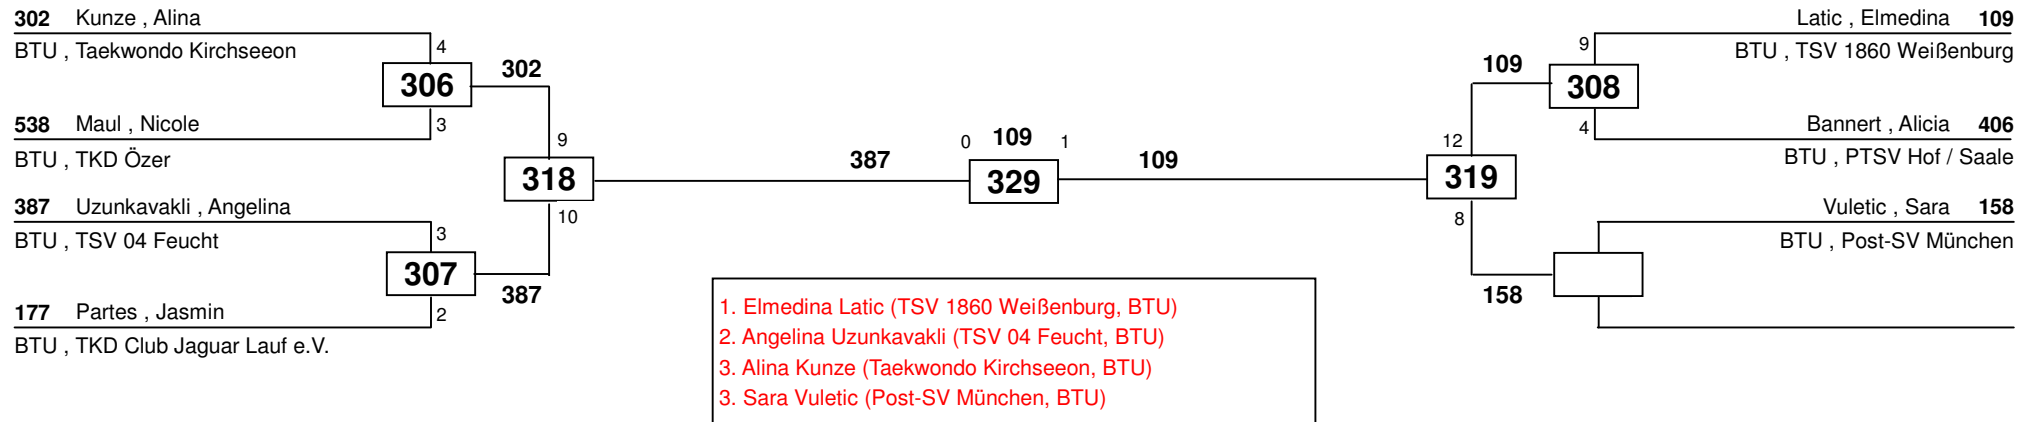 302 Kunze , Alina
BTU , Taekwondo Kirchseeon
4
306
302
538 Maul , Nicole
3
BTU , TKD Özer
9
318
387
10
387 Uzunkavakli , Angelina
BTU , TSV 04 Feucht
3
307
387
177 Partes , Jasmin
2
BTU , TKD Club Jaguar Lauf e.V.
0 109 1
329
109
Latic , Elmedina 109
9
BTU , TSV 1860 Weißenburg
109
308
Bannert , Alicia 406
4
BTU , PTSV Hof / Saale
12
319
8
Vuletic , Sara 158
BTU , Post-SV München
158
1. Elmedina Latic (TSV 1860 Weißenburg, BTU)
2. Angelina Uzunkavakli (TSV 04 Feucht, BTU)
3. Alina Kunze (Taekwondo Kirchseeon, BTU)
3. Sara Vuletic (Post-SV München, BTU)